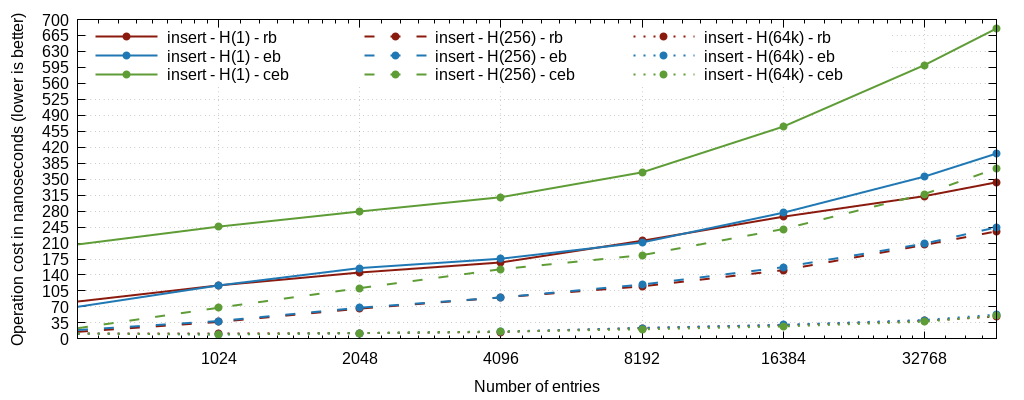 Operation cost in nanoseconds (lower is better)
700
665
630
595
560
525
490
455
420
385
350
315
280
245
210
175
140
105
70
35
0
insert - H(1) - rb
insert - H(1) - eb
insert - H(1) - ceb
insert - H(256) - rb
insert - H(256) - eb
insert - H(256) - ceb
insert - H(64k) - rb
insert - H(64k) - eb
insert - H(64k) - ceb
1024 2048 4096 8192 16384 32768
Number of entries